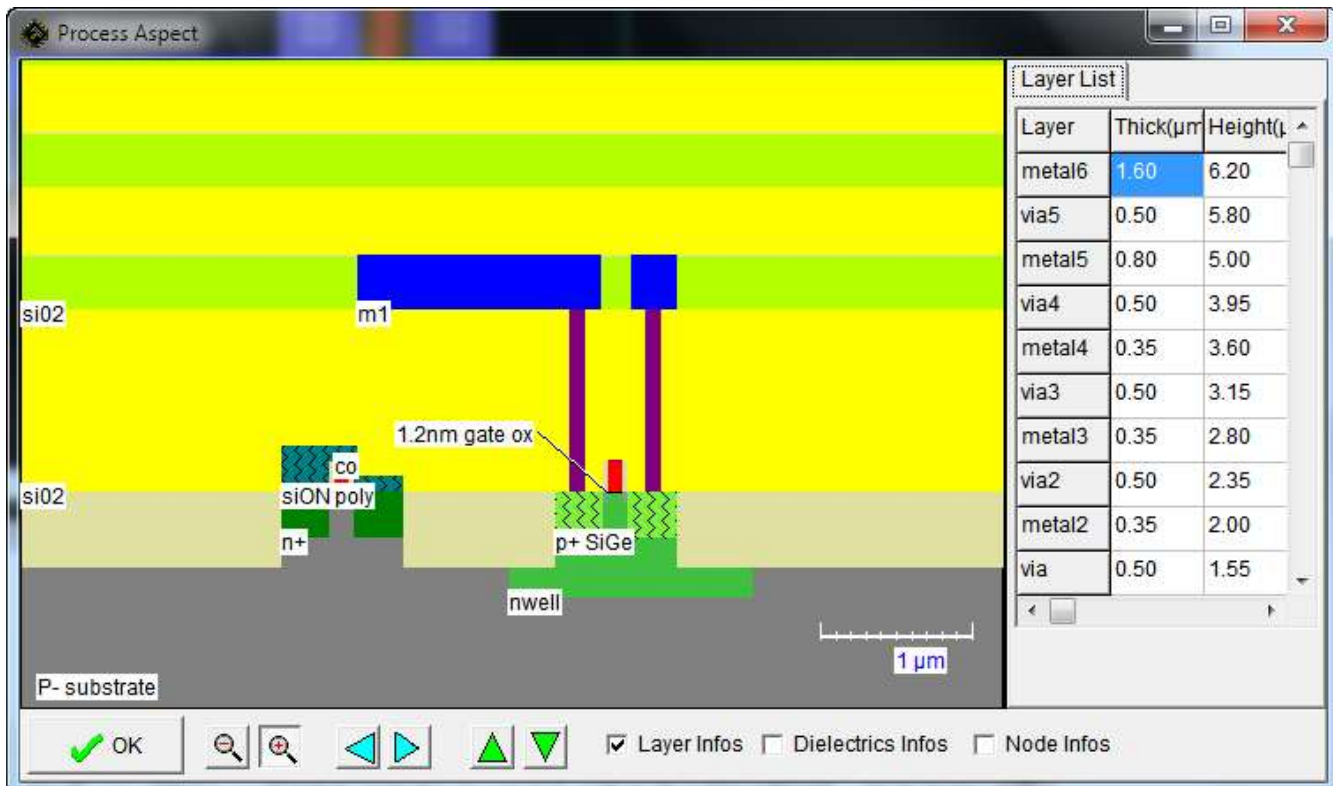 Process Aspect
Layer List
Layer Thick(µm Height(µ
metal6 1.60 6.20
via5 0.50 5.80
metal5 0.80 5.00
via4 0.50 3.95
metal4 0.35 3.60
via3 0.50 3.15
metal3 0.35 2.80
via2 0.50 2.35
metal2 0.35 2.00
via 0.50 1.55
si02
m1
1.2nm gate ox
co
si02
siON poly
n+
p+ SiGe
nwell
1 µm
P- substrate
OK
Layer Infos
Dielectrics Infos
Node Infos